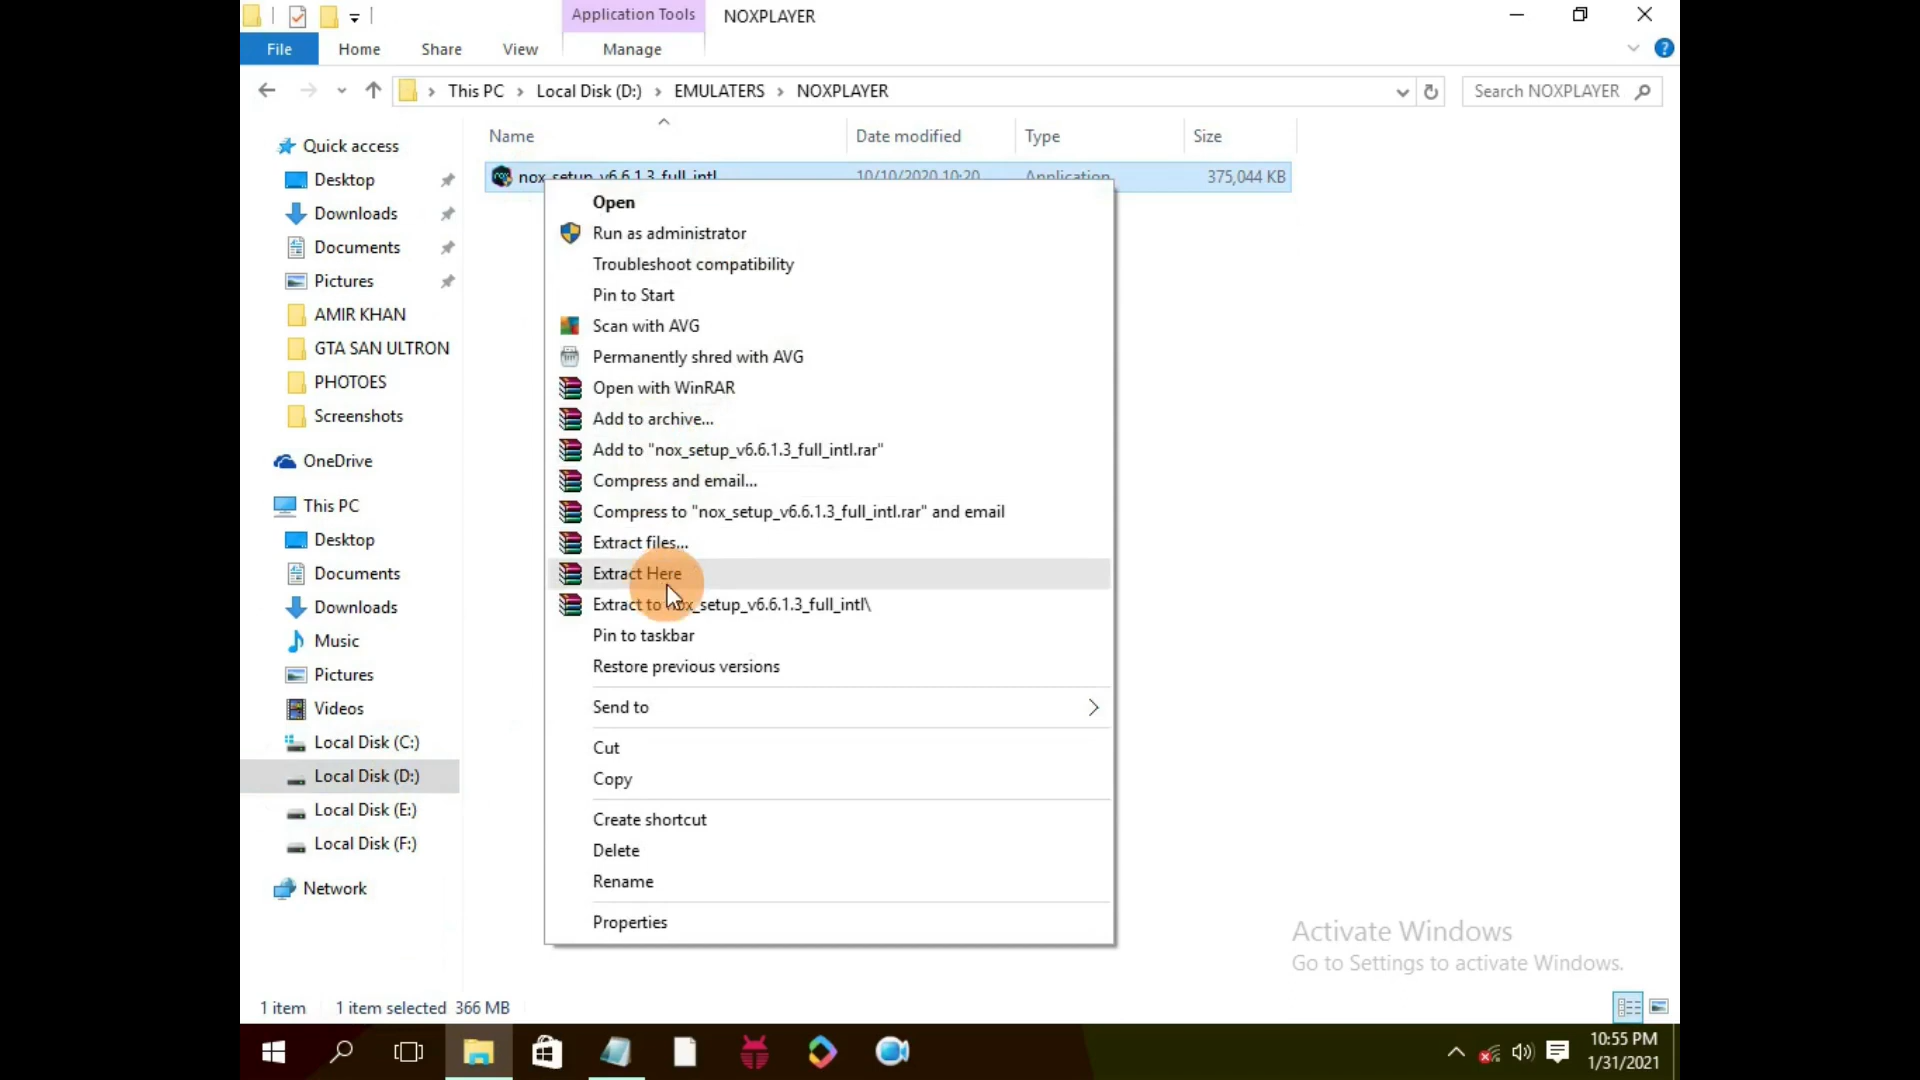 Application Tools
NOXPLAYER
File
Home
Share
View
Manage
This PC
Local Disk (D:)
EMULATERS
NOXPLAYER
Search NOXPLAYER
Name
Date modified
Type
Size
nox_setup_v6.6.1.3_full_intl
10/10/2020 10:20
Application
375,044 KB
Quick access
Desktop
Downloads
Documents
Pictures
AMIR KHAN
GTA SAN ULTRON
PHOTOES
Screenshots
OneDrive
This PC
Desktop
Documents
Downloads
Music
Pictures
Videos
Local Disk (C:)
Local Disk (D:)
Local Disk (E:)
Local Disk (F:)
Network
Open
Run as administrator
Troubleshoot compatibility
Pin to Start
Scan with AVG
Permanently shred with AVG
Open with WinRAR
Add to archive...
Add to "nox_setup_v6.6.1.3_full_intl.rar"
Compress and email...
Compress to "nox_setup_v6.6.1.3_full_intl.rar" and email
Extract files...
Extract Here
Extract to nox_setup_v6.6.1.3_full_intl\
Pin to taskbar
Restore previous versions
Send to
Cut
Copy
Create shortcut
Delete
Rename
Properties
Activate Windows
Go to Settings to activate Windows.
1 item
1 item selected 366 MB
10:55 PM
1/31/2021